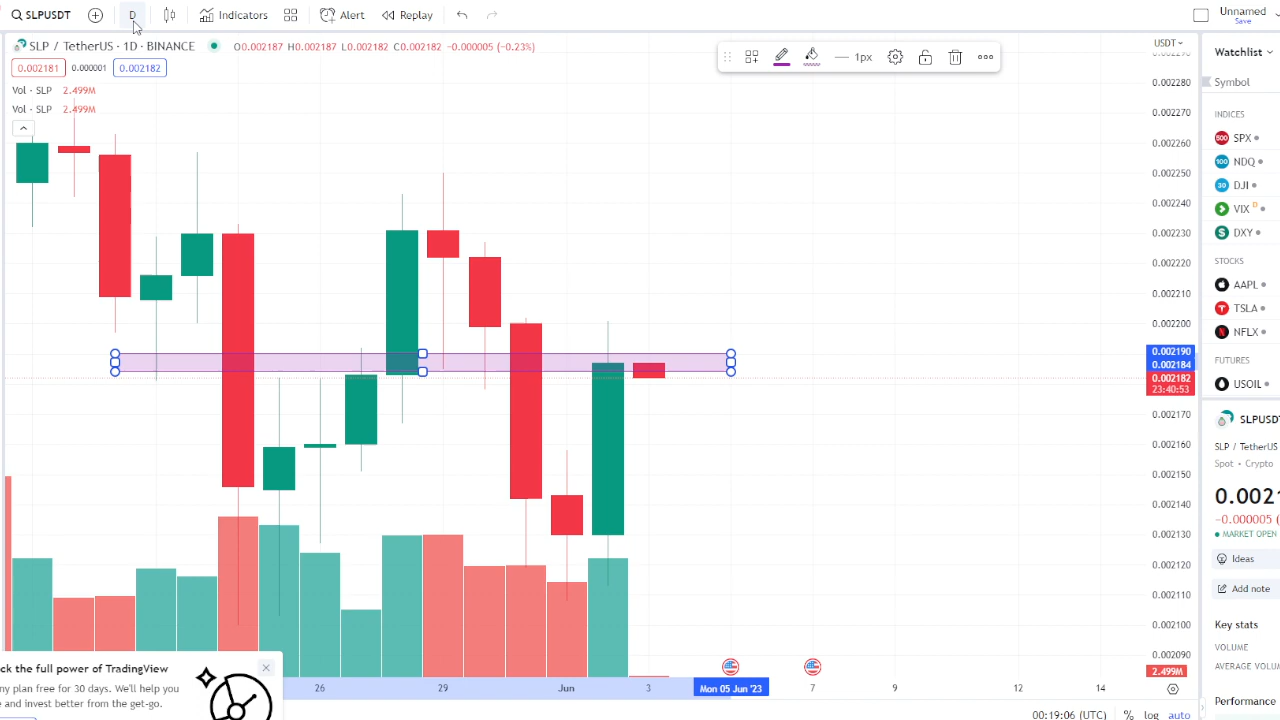 SLPUSDT D Indicators Alert Replay Unnamed
Save
SLP / TetherUS · 1D · BINANCE O0.002187 H0.002187 L0.002182 C0.002182 −0.000005 (−0.23%)
0.002181 0.000001 0.002182
Vol · SLP 2.499M
Vol · SLP 2.499M
1px
USDT
0.002280
0.002270
0.002260
0.002250
0.002240
0.002230
0.002220
0.002210
0.002200
0.002190
0.002184
0.002182
23:40:53
0.002170
0.002160
0.002150
0.002140
0.002130
0.002120
0.002110
0.002100
0.002090
2.499M
Watchlist
Symbol
INDICES
500 SPX
100 NDQ
30 DJI
VIX D
$ DXY
STOCKS
AAPL
TSLA
NFLX
FUTURES
USOIL
SLPUSDT
SLP / TetherUS
Spot • Crypto
0.0021
−0.000005 (
MARKET OPEN
Ideas
Add note
Key stats
VOLUME
AVERAGE VOLUM
Performance
ck the full power of TradingView
ny plan free for 30 days. We'll help you
e and invest better from the get-go.
26 29 Jun 3 Mon 05 Jun '23 7 9 12 14
00:19:06 (UTC) % log auto